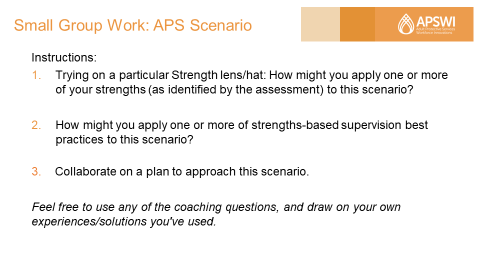 Small Group Work: APS Scenario
APSWI
Instructions:
1. Trying on a particular Strength lens/hat: How might you apply one or more
of your strengths (as identified by the assessment) to this scenario?
2. How might you apply one or more of strengths-based supervision best
practices to this scenario?
3. Collaborate on a plan to approach this scenario.
Feel free to use any of the coaching questions, and draw on your own
experiences/solutions you've used.